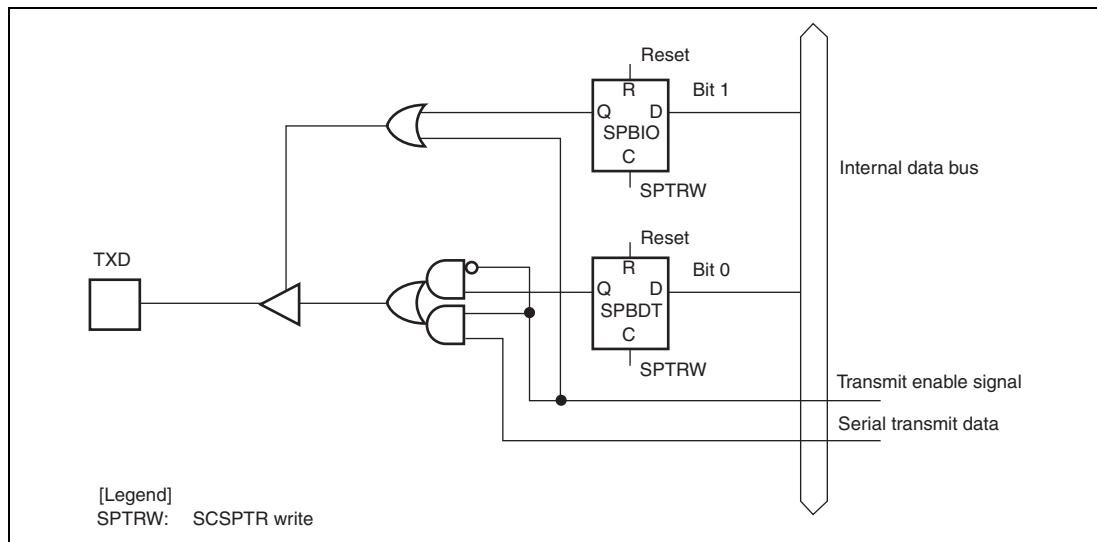 Reset
R
Bit 1
Q D
SPBIO
C
SPTRW
Internal data bus
Reset
TXD
R
Bit 0
Q D
SPBDT
C
SPTRW
Transmit enable signal
Serial transmit data
[Legend]
SPTRW: SCSPTR write